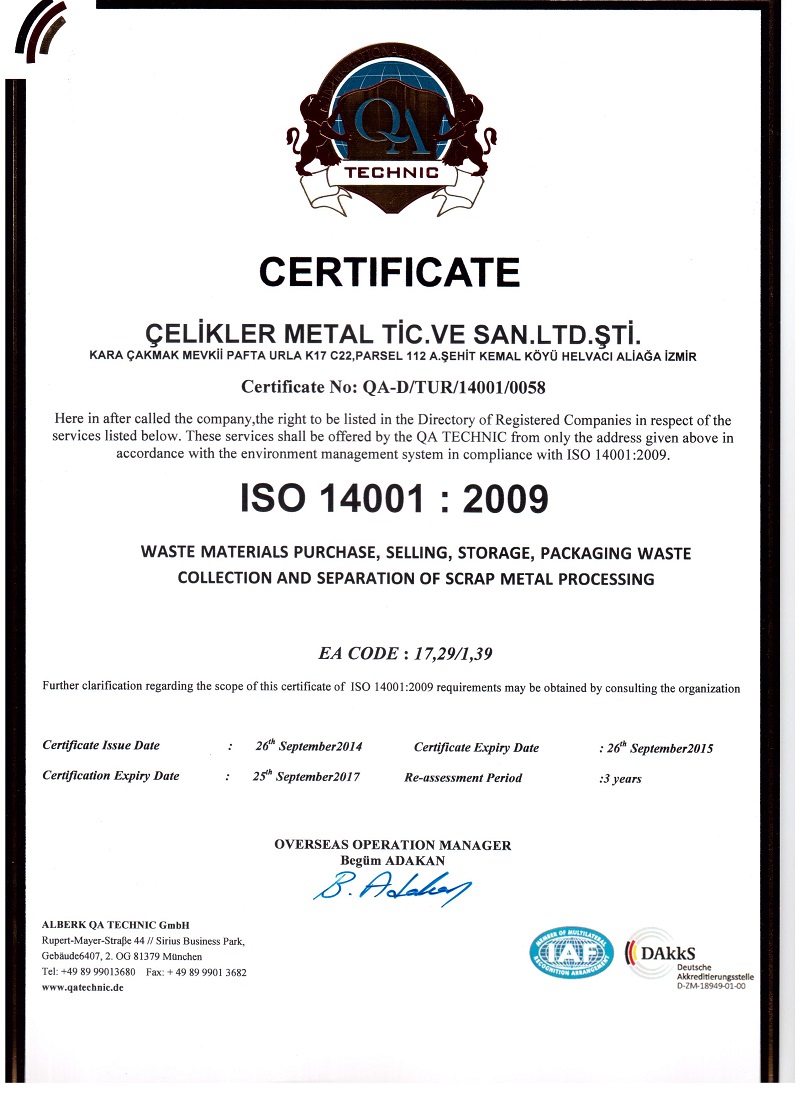 QA
TECHNIC
CERTIFICATE
ÇELİKLER METAL TİC.VE SAN.LTD.ŞTİ.
KARA ÇAKMAK MEVKİİ PAFTA URLA K17 C22,PARSEL 112 A.ŞEHİT KEMAL KÖYÜ HELVACI ALİAĞA İZMİR
Certificate No: QA-D/TUR/14001/0058
Here in after called the company,the right to be listed in the Directory of Registered Companies in respect of the
services listed below. These services shall be offered by the QA TECHNIC from only the address given above in
accordance with the environment management system in compliance with ISO 14001:2009.
ISO 14001 : 2009
WASTE MATERIALS PURCHASE, SELLING, STORAGE, PACKAGING WASTE
COLLECTION AND SEPARATION OF SCRAP METAL PROCESSING
EA CODE : 17,29/1,39
Further clarification regarding the scope of this certificate of ISO 14001:2009 requirements may be obtained by consulting the organization
Certificate Issue Date : 26th September2014 Certificate Expiry Date : 26th September2015
Certification Expiry Date : 25th September2017 Re-assessment Period :3 years
OVERSEAS OPERATION MANAGER
Begüm ADAKAN
B. Adakan
ALBERK QA TECHNIC GmbH
Rupert-Mayer-Straße 44 // Sirius Business Park,
Gebäude6407, 2. OG 81379 München
Tel: +49 89 99013680 Fax: + 49 89 9901 3682
www.qatechnic.de
MEMBER OF MULTILATERAL
IAF
RECOGNITION ARRANGEMENT
DAkkS
Deutsche
Akkreditierungsstelle
D-ZM-18949-01-00